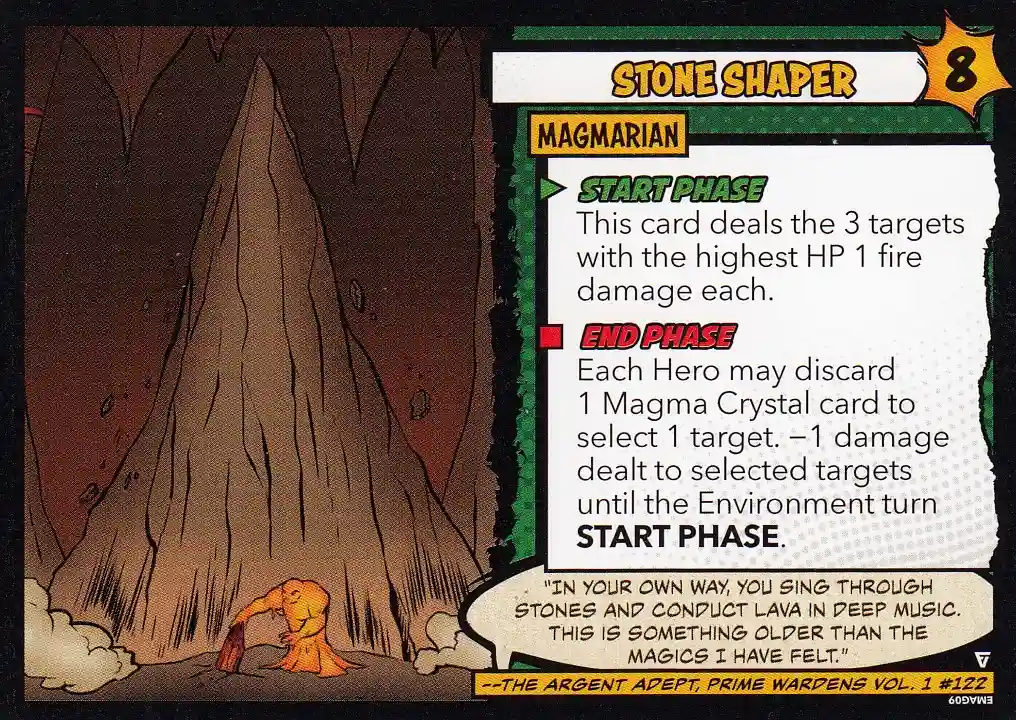 STONE SHAPER
8
MAGMARIAN
START PHASE
This card deals the 3 targets
with the highest HP 1 fire
damage each.
END PHASE
Each Hero may discard
1 Magma Crystal card to
select 1 target. −1 damage
dealt to selected targets
until the Environment turn
START PHASE.
"IN YOUR OWN WAY, YOU SING THROUGH
STONES AND CONDUCT LAVA IN DEEP MUSIC.
THIS IS SOMETHING OLDER THAN THE
MAGICS I HAVE FELT."
--THE ARGENT ADEPT, PRIME WARDENS VOL. 1 #122
EMAG09